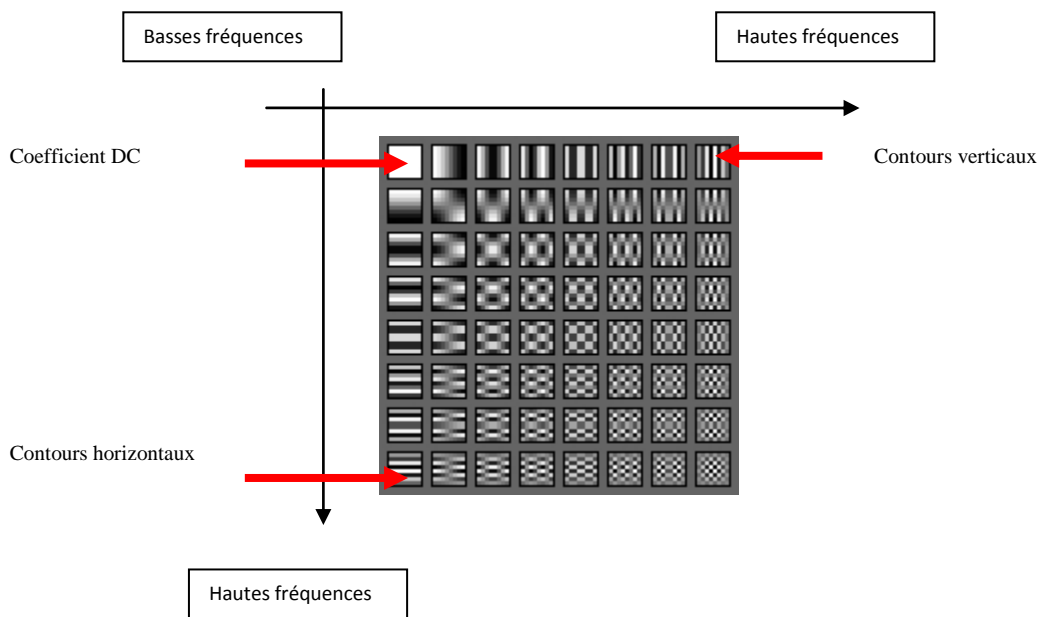 Basses fréquences
Hautes fréquences
Coefficient DC
Contours verticaux
Contours horizontaux
Hautes fréquences